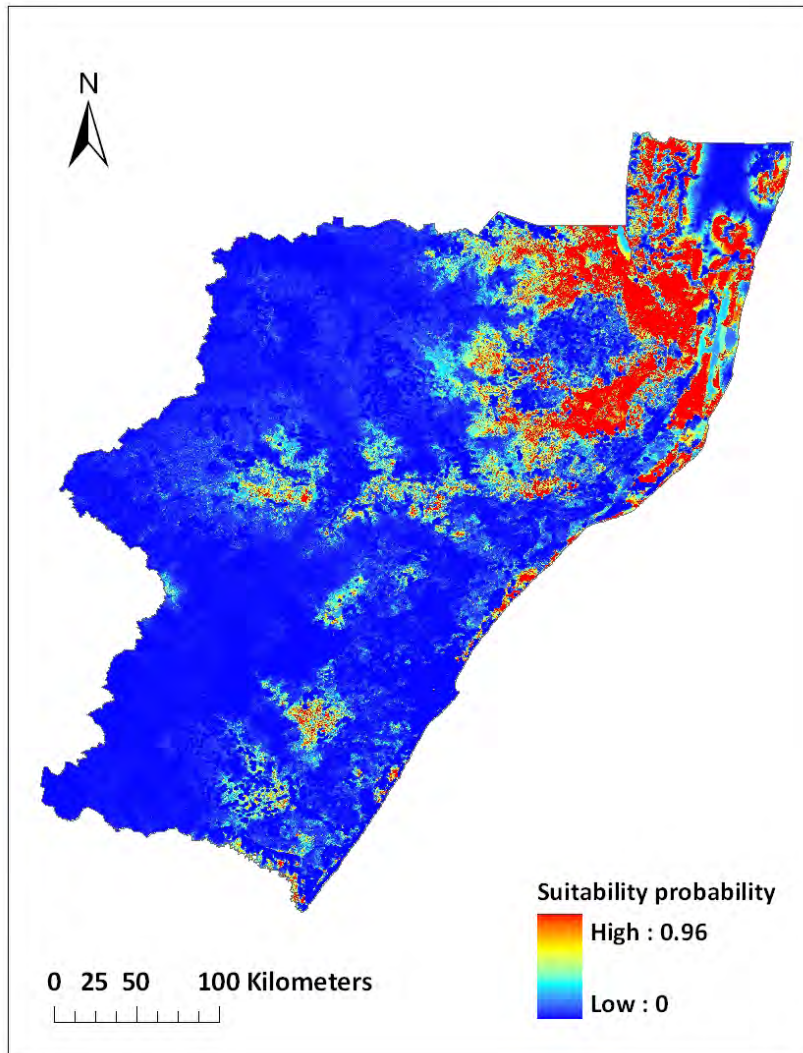 N
Suitability probability
High : 0.96
Low : 0
0 25 50 100 Kilometers